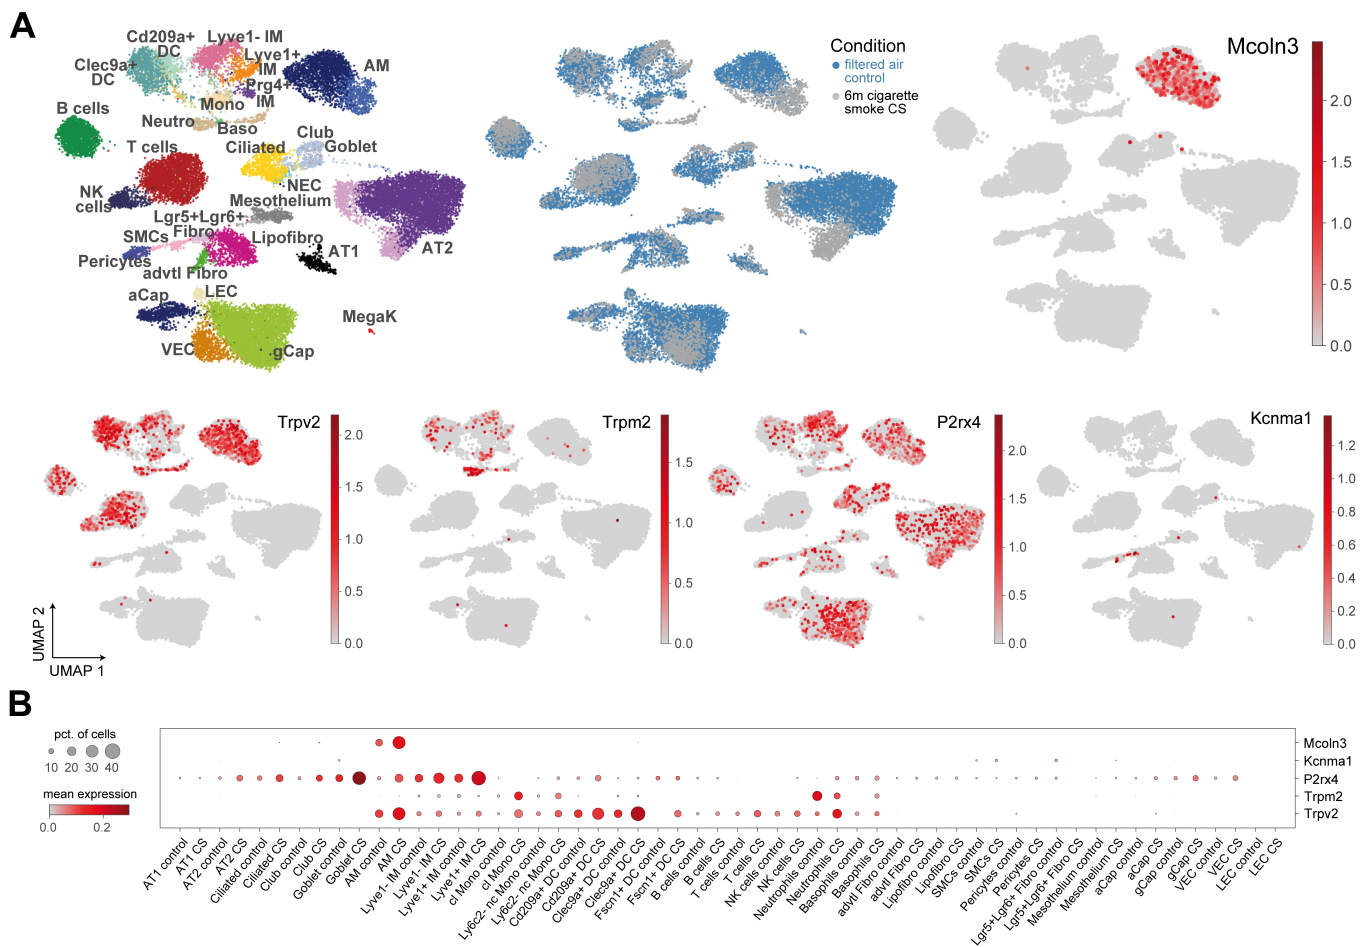 A
Cd209a+
DC
Lyve1- IM
Clec9a+
DC
Lyve1+
IM
AM
Prg4+
IM
B cells
Mono
Neutro
Baso
T cells
Ciliated
Club
Goblet
NK
cells
NEC
Mesothelium
Lgr5+Lgr6+
Fibro
SMCs
Lipofibro
AT1
AT2
Pericytes
advtl Fibro
aCap
LEC
MegaK
VEC
gCap
Condition
filtered air
control
6m cigarette
smoke CS
Mcoln3
2.0
1.5
1.0
0.5
0.0
Trpv2
2.0
1.5
1.0
0.5
0.0
Trpm2
1.5
1.0
0.5
0.0
P2rx4
2.0
1.5
1.0
0.5
0.0
Kcnma1
1.2
1.0
0.8
0.6
0.4
0.2
0.0
UMAP 2
UMAP 1
B
pct. of cells
10 20 30 40
mean expression
0.0 0.2
Mcoln3
Kcnma1
P2rx4
Trpm2
Trpv2
AT1 control
AT1 CS
AT2 control
AT2 CS
Ciliated control
Ciliated CS
Club control
Club CS
Goblet control
Goblet CS
AM control
AM CS
Lyve1- IM control
Lyve1- IM CS
Lyve1+ IM control
Lyve1+ IM CS
cl Mono control
cl Mono CS
Ly6c2- nc Mono control
Ly6c2- nc Mono CS
Cd209a+ DC control
Cd209a+ DC CS
Clec9a+ DC control
Clec9a+ DC CS
Fscn1+ DC control
Fscn1+ DC CS
B cells control
B cells CS
T cells control
T cells CS
NK cells control
NK cells CS
Neutrophils control
Neutrophils CS
Basophils control
Basophils CS
advtl Fibro control
advtl Fibro CS
Lipofibro control
Lipofibro CS
SMCs control
SMCs CS
Pericytes control
Pericytes CS
Lgr5+Lgr6+ Fibro control
Lgr5+Lgr6+ Fibro CS
Mesothelium control
Mesothelium CS
aCap control
aCap CS
gCap control
gCap CS
VEC control
VEC CS
LEC control
LEC CS